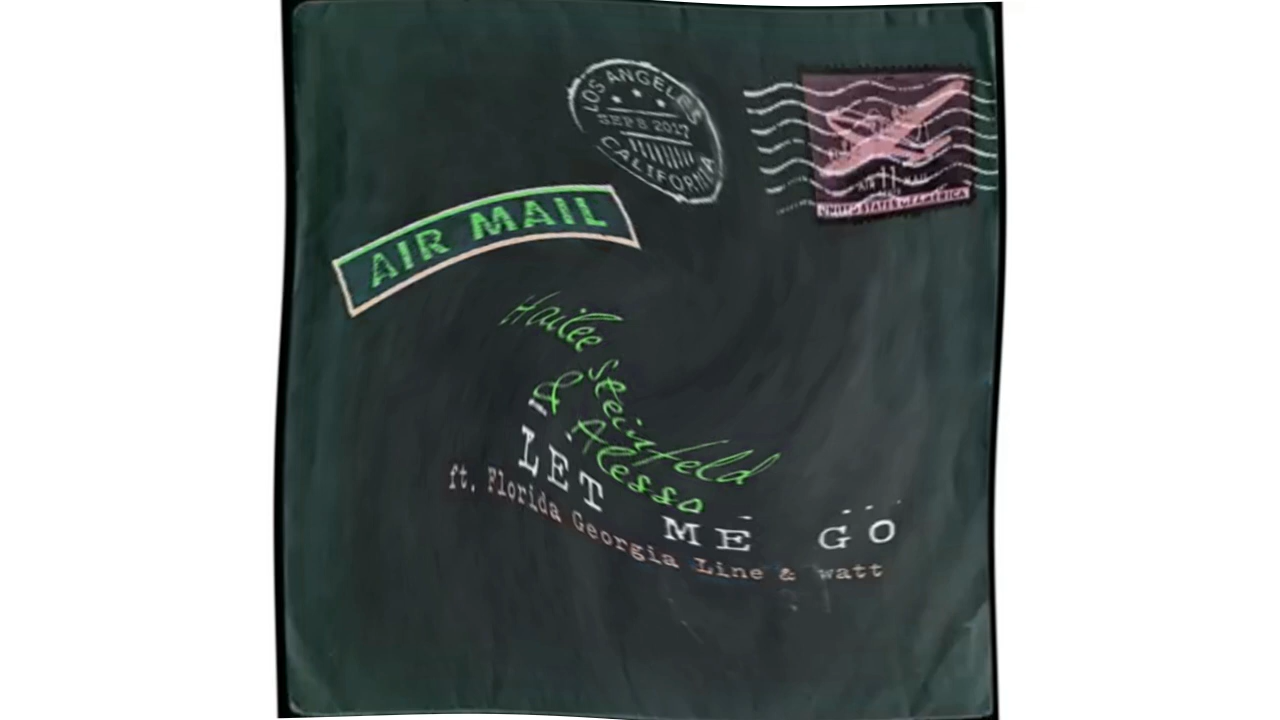 LOS ANGELES
SEP 8 2017
CALIFORNIA
AIR MAIL
UNITED STATES OF AMERICA
AIR MAIL
Hailee Steinfeld
& Alesso
LET ME GO
ft. Florida Georgia Line & watt